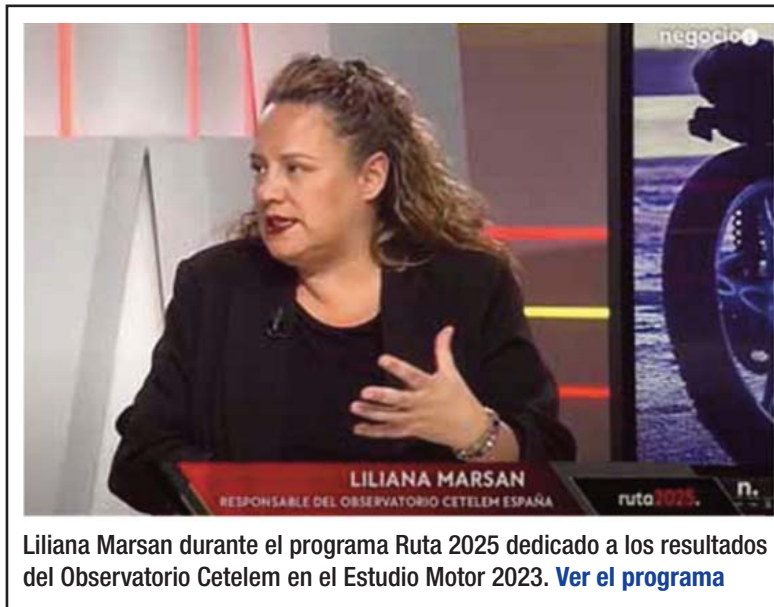 negocio
LILIANA MARSAN
RESPONSABLE DEL OBSERVATORIO CETELEM ESPAÑA
ruta2025.
n.
Liliana Marsan durante el programa Ruta 2025 dedicado a los resultados
del Observatorio Cetelem en el Estudio Motor 2023. Ver el programa